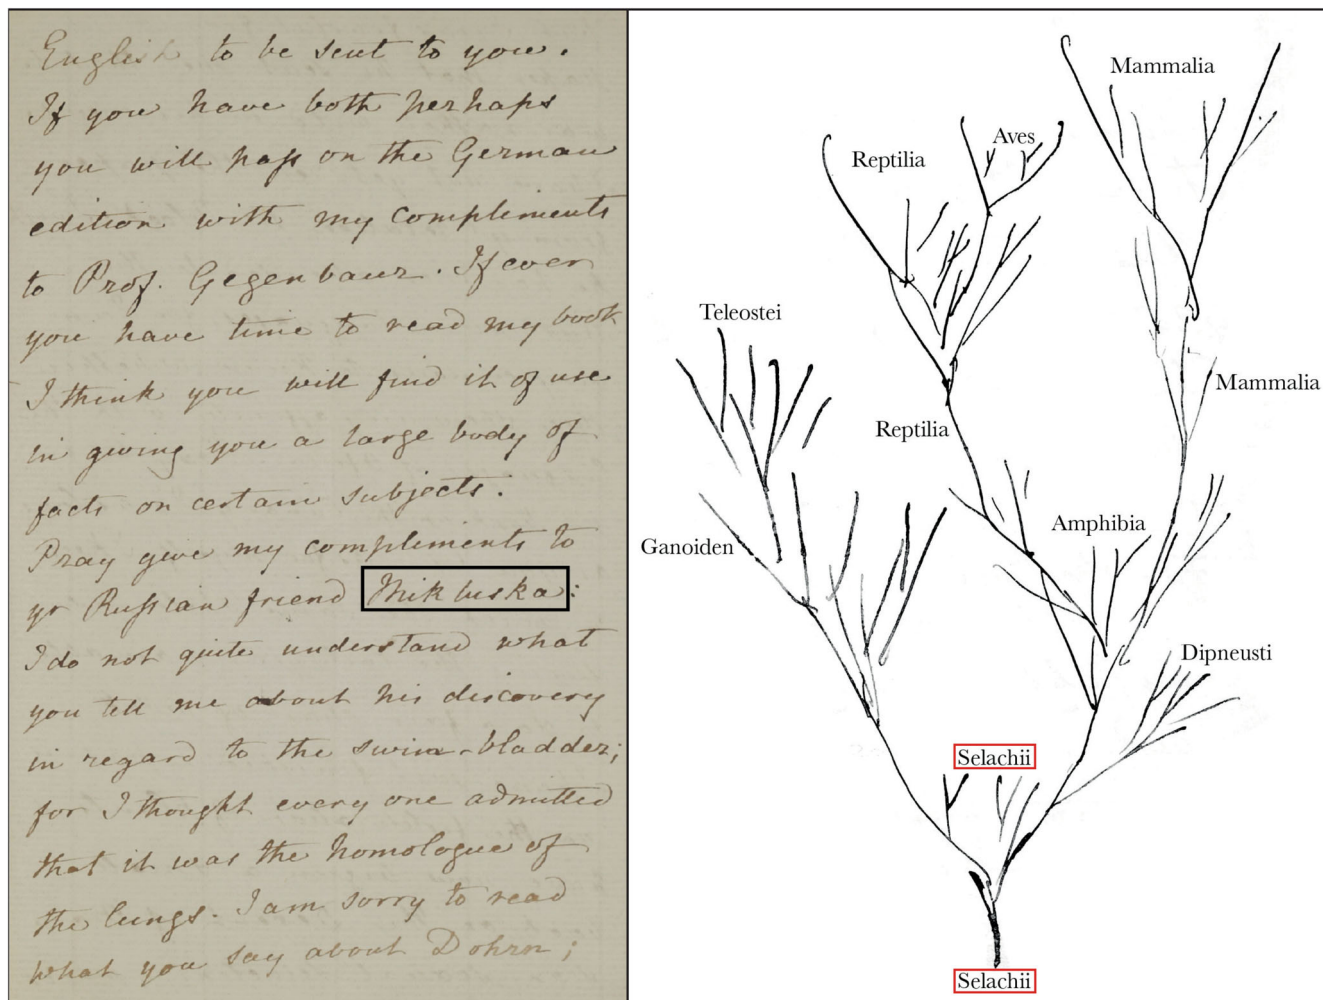 English to be sent to you.
If you have both perhaps
you will pass on the German
edition with my compliments
to Prof. Gegenbaur. If ever
you have time to read my book
I think you will find it of use
in giving you a large body of
facts on certain subjects.
Pray give my compliments to
yr Russian friend Mikluska:
I do not quite understand what
you tell me about his discovery
in regard to the swim-bladder;
for I thought every one admitted
that it was the homologue of
the lungs. I am sorry to read
what you say about Dohrn;
Mammalia
Aves
Reptilia
Teleostei
Mammalia
Reptilia
Amphibia
Ganoiden
Dipneusti
Selachii
Selachii